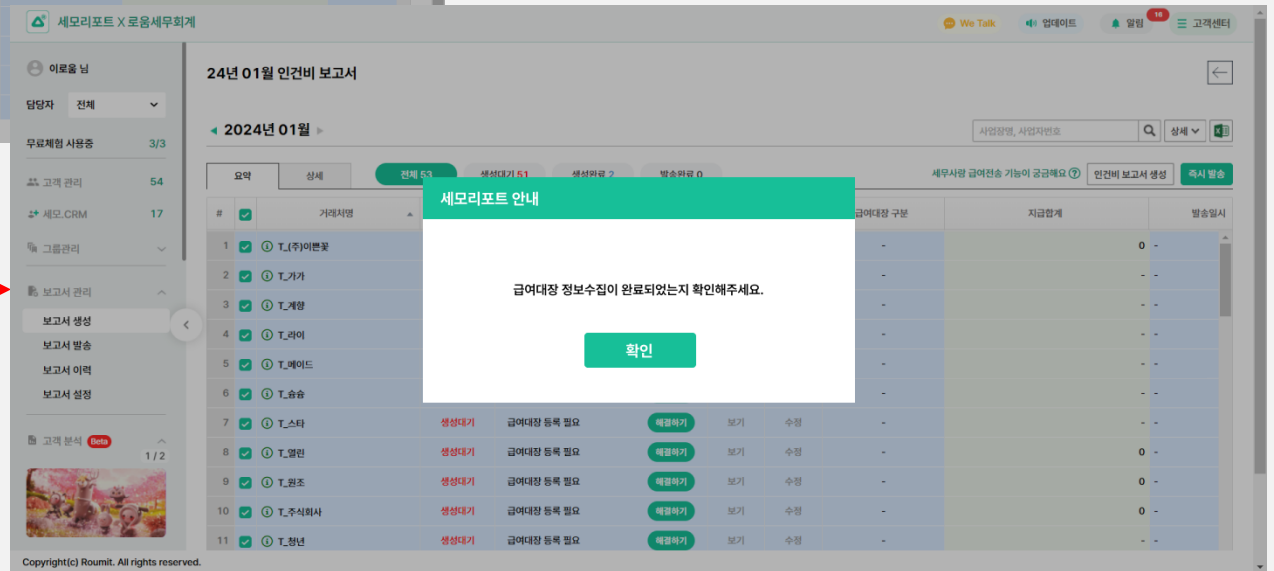 세모리포트 X 로움세무회계
We Talk
업데이트
알림
16
고객센터
이로움 님
담당자 전체
무료체험 사용중 3/3
고객 관리 54
세모.CRM 17
그룹관리
보고서 관리
보고서 생성
보고서 발송
보고서 이력
보고서 설정
고객 분석 Beta
1 / 2
24년 01월 인건비 보고서
2024년 01월
사업장명, 사업자번호
상세
요약 상세 전체 53 생성대기 51 생성완료 2 발송완료 0
세무사랑 급여전송 기능이 궁금해요 ? 인건비 보고서 생성 즉시 발송
# 거래처명 급여대장 구분 지급합계 발송일시
1 T_(주)이쁜꽃 - 0 -
2 T_가가 - - -
3 T_계향 - - -
4 T_라이 - - -
5 T_메이드 - - -
6 T_슝슝 - - -
7 T_스타 생성대기 급여대장 등록 필요 해결하기 보기 수정 - - -
8 T_열린 생성대기 급여대장 등록 필요 해결하기 보기 수정 - 0 -
9 T_원조 생성대기 급여대장 등록 필요 해결하기 보기 수정 - 0 -
10 T_주식회사 생성대기 급여대장 등록 필요 해결하기 보기 수정 - 0 -
11 T_청년 생성대기 급여대장 등록 필요 해결하기 보기 수정 - - -
세모리포트 안내
급여대장 정보수집이 완료되었는지 확인해주세요.
확인
Copyright(c) Roumit. All rights reserved.